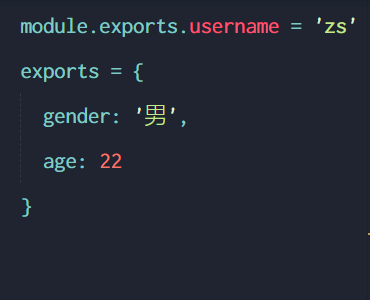 module.exports.username = 'zs'
exports = {
gender: '男',
age: 22
}